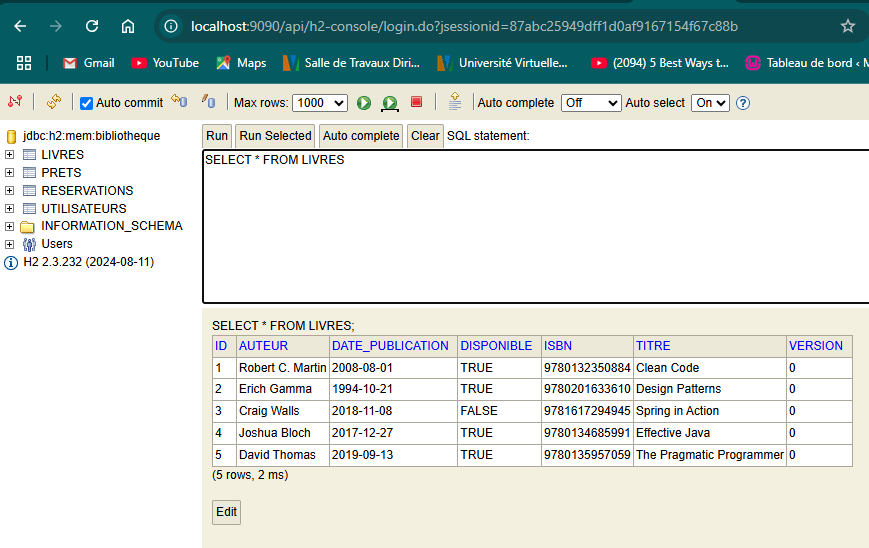 localhost:9090/api/h2-console/login.do?jsessionid=87abc25949dff1d0af9167154f67c88b
Gmail YouTube Maps Salle de Travaux Diri... Université Virtuelle... (2094) 5 Best Ways t... Tableau de bord ‹ M
Auto commit Max rows: 1000 Auto complete Off Auto select On ?
jdbc:h2:mem:bibliotheque
LIVRES
PRETS
RESERVATIONS
UTILISATEURS
INFORMATION_SCHEMA
Users
H2 2.3.232 (2024-08-11)
Run Run Selected Auto complete Clear SQL statement:
SELECT * FROM LIVRES
SELECT * FROM LIVRES;
ID AUTEUR DATE_PUBLICATION DISPONIBLE ISBN TITRE VERSION
1 Robert C. Martin 2008-08-01 TRUE 9780132350884 Clean Code 0
2 Erich Gamma 1994-10-21 TRUE 9780201633610 Design Patterns 0
3 Craig Walls 2018-11-08 FALSE 9781617294945 Spring in Action 0
4 Joshua Bloch 2017-12-27 TRUE 9780134685991 Effective Java 0
5 David Thomas 2019-09-13 TRUE 9780135957059 The Pragmatic Programmer 0
(5 rows, 2 ms)
Edit